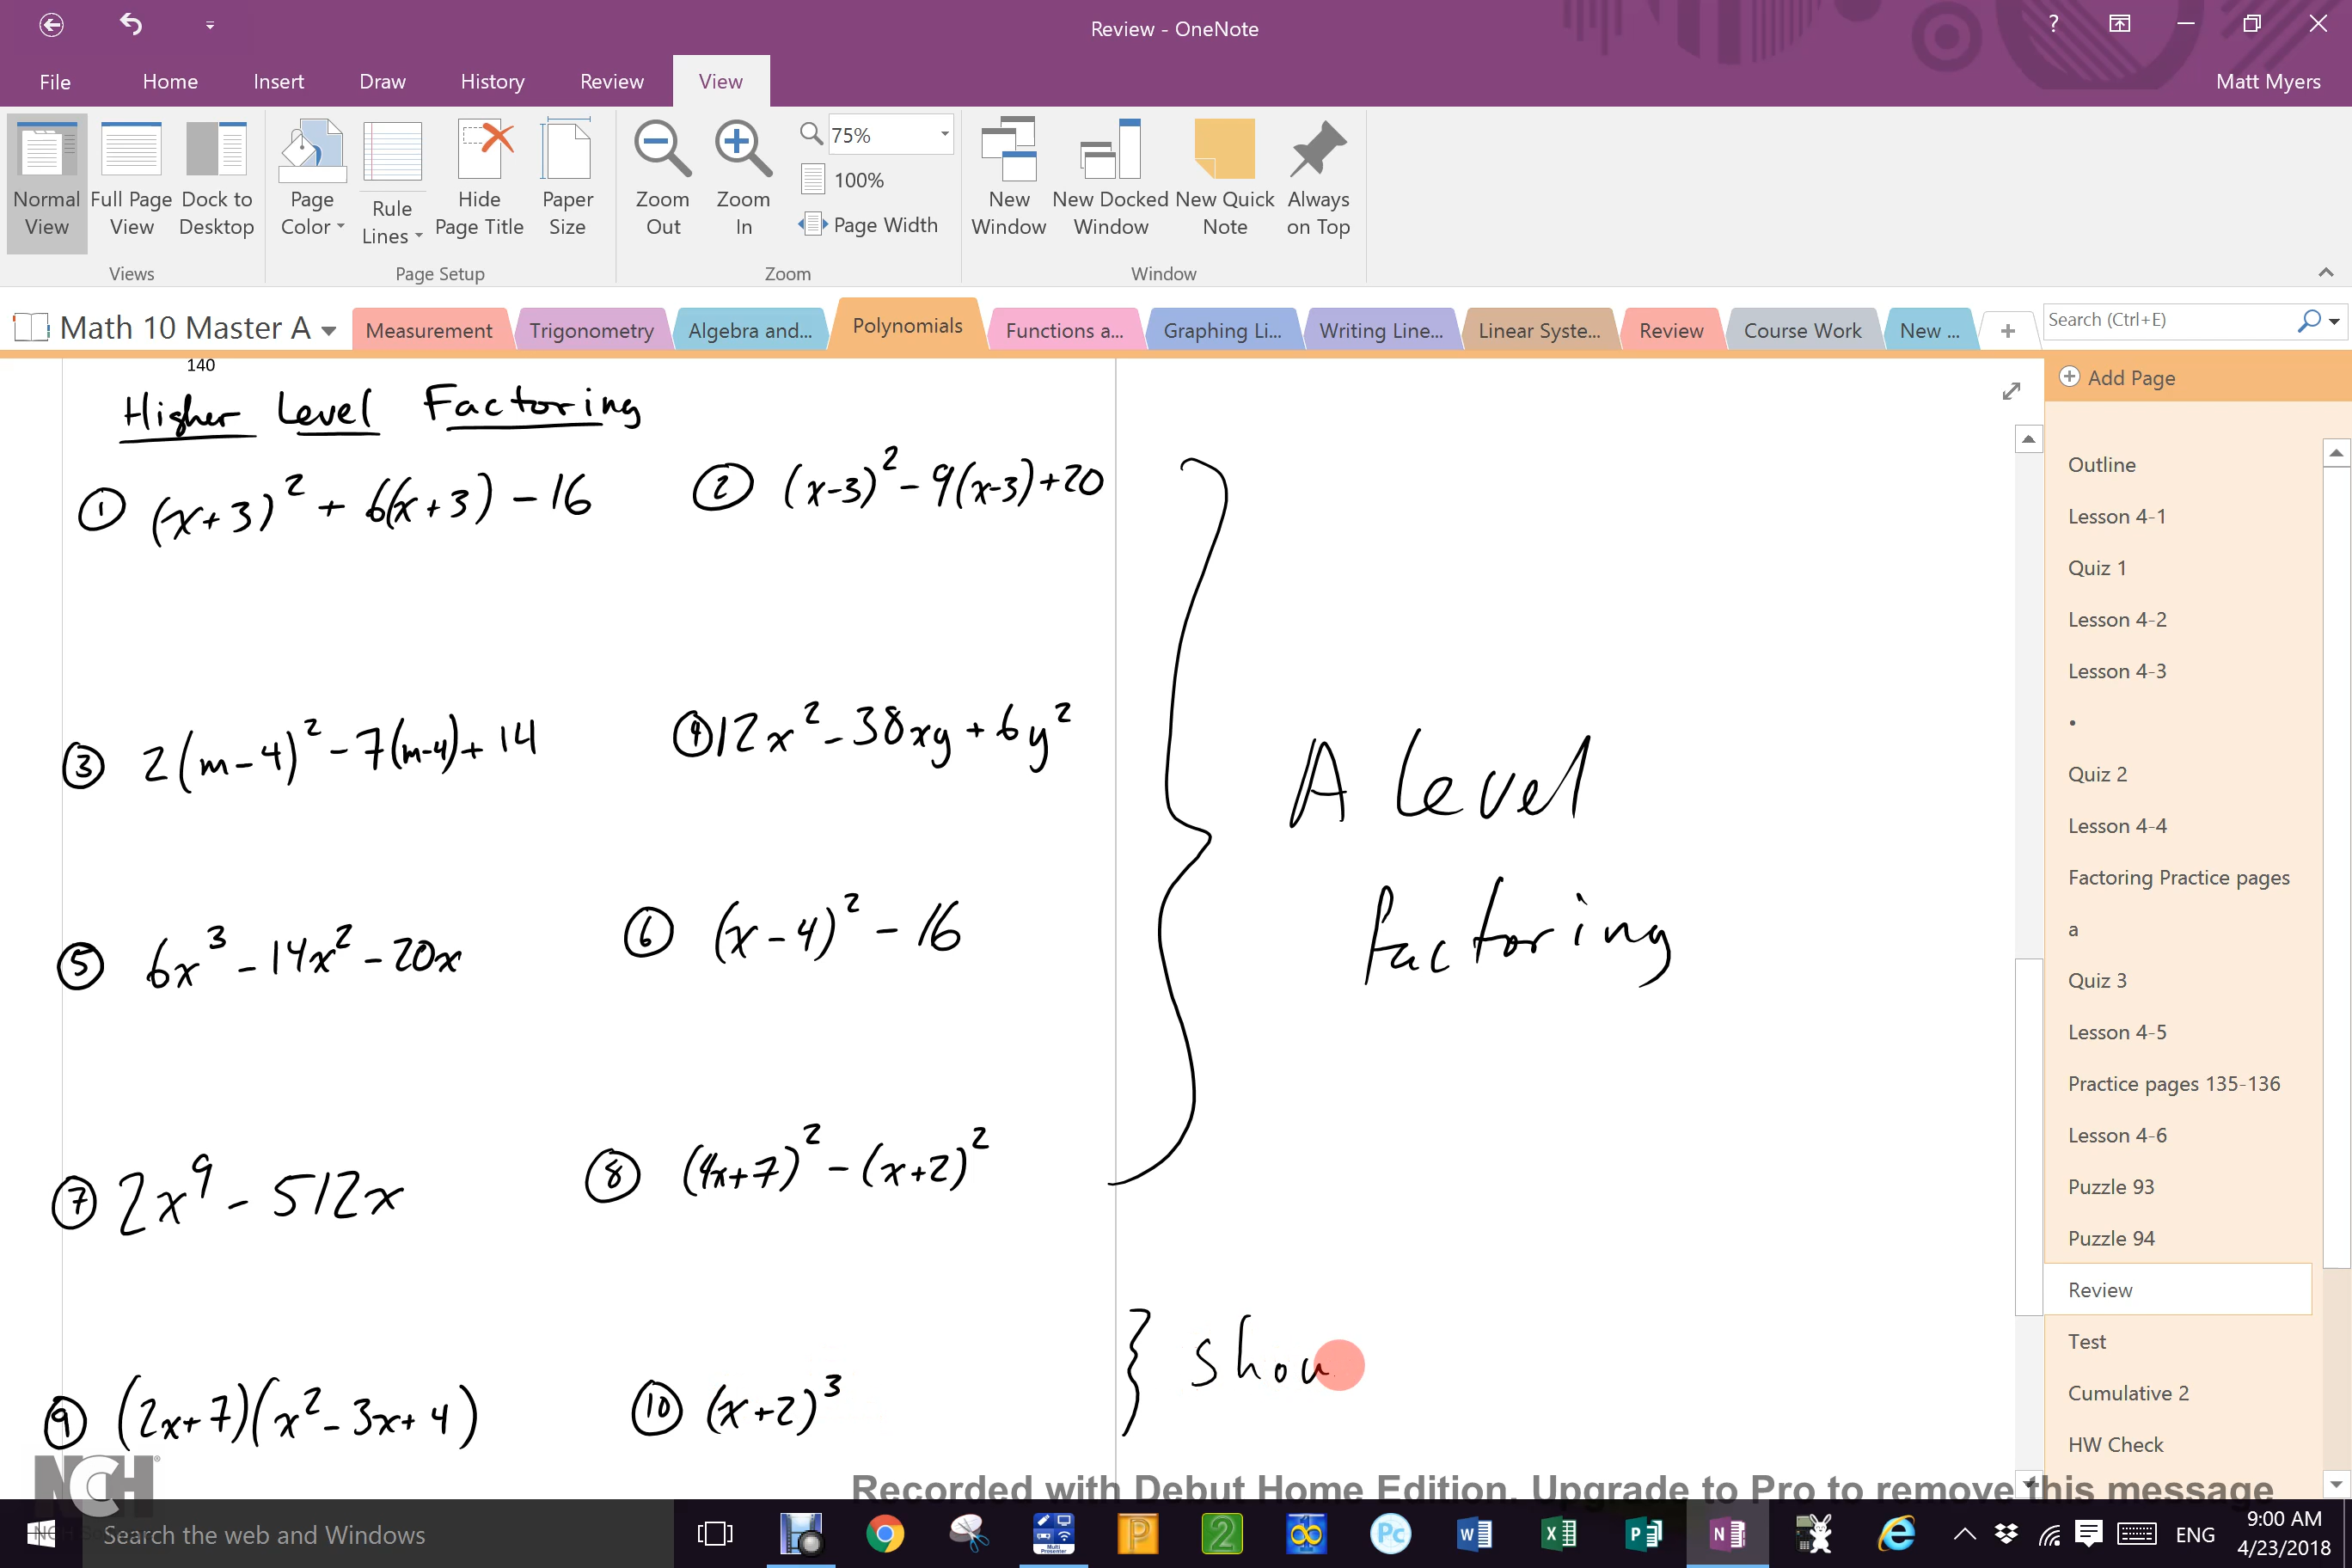 Review - OneNote
?
File Home Insert Draw History Review View Matt Myers
Normal View
Full Page View
Dock to Desktop
Page Color
Rule Lines
Hide Page Title
Paper Size
Zoom Out
Zoom In
75%
100%
Page Width
New Window
New Docked Window
New Quick Note
Always on Top
Views Page Setup Zoom Window
Math 10 Master A Measurement Trigonometry Algebra and... Polynomials Functions a... Graphing Li... Writing Line... Linear Syste... Review Course Work New ... + Search (Ctrl+E)
140
Higher Level Factoring
① (x+3)² + 6(x+3) - 16
② (x-3)² - 9(x-3) + 20
③ 2(m-4)² - 7(m-4) + 14
④ 12x² - 38xy + 6y²
⑤ 6x³ - 14x² - 20x
⑥ (x-4)² - 16
⑦ 2x⁹ - 512x
⑧ (4x+7)² - (x+2)²
⑨ (2x+7)(x² - 3x + 4)
⑩ (x+2)³
A Level
Factoring
} shou
Add Page
Outline
Lesson 4-1
Quiz 1
Lesson 4-2
Lesson 4-3
•
Quiz 2
Lesson 4-4
Factoring Practice pages
a
Quiz 3
Lesson 4-5
Practice pages 135-136
Lesson 4-6
Puzzle 93
Puzzle 94
Review
Test
Cumulative 2
HW Check
NCH
Recorded with Debut Home Edition. Upgrade to Pro to remove this message
Search the web and Windows
ENG
9:00 AM
4/23/2018